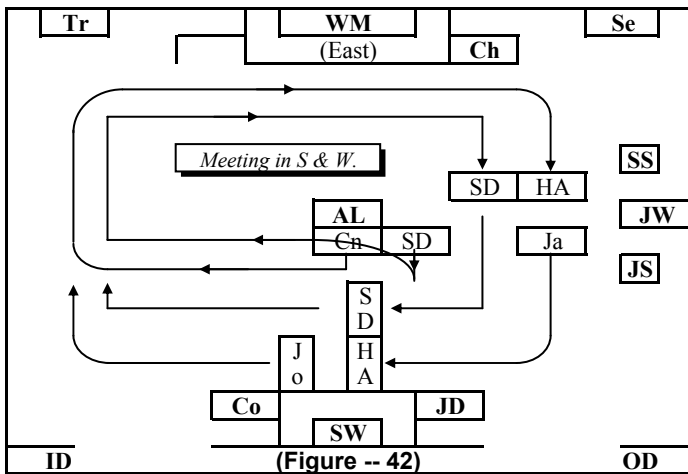 Tr WM Se
(East) Ch
Meeting in S & W.
SS
SD HA
AL JW
Cn SD Ja
JS
S
D
J H
o A
Co JD
SW
ID (Figure -- 42) OD